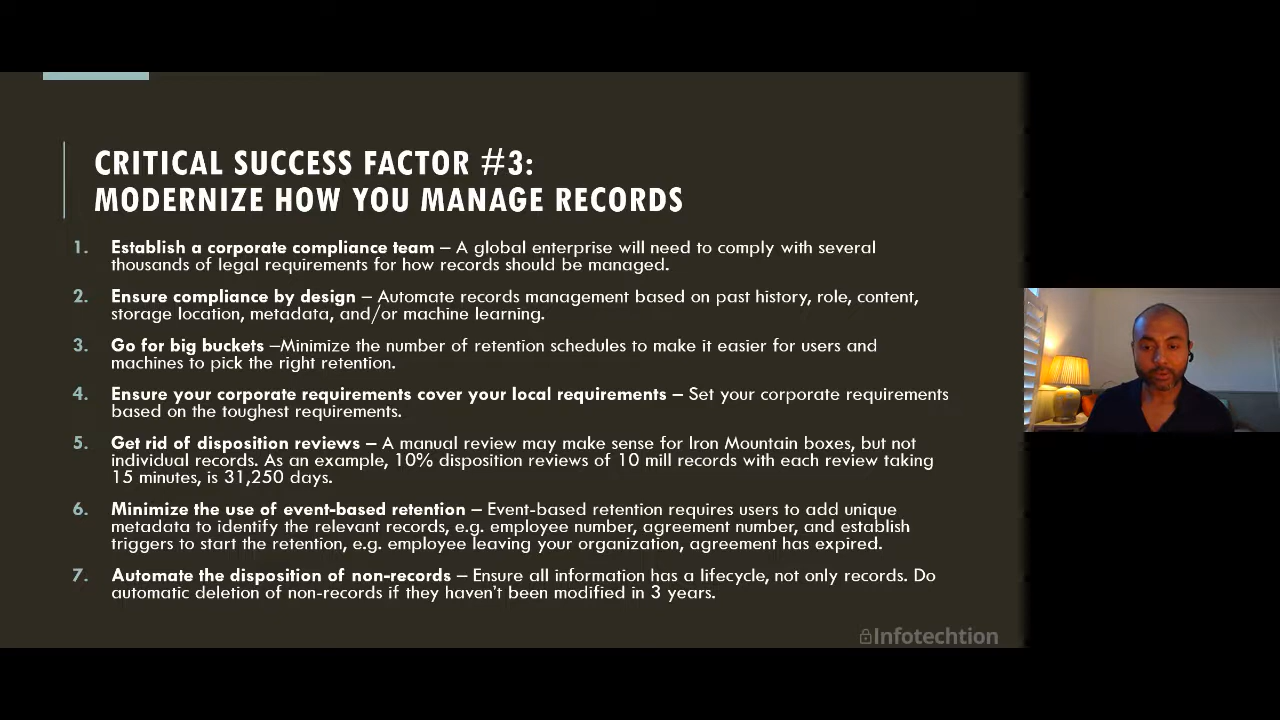 CRITICAL SUCCESS FACTOR #3:
MODERNIZE HOW YOU MANAGE RECORDS
1. Establish a corporate compliance team – A global enterprise will need to comply with several
thousands of legal requirements for how records should be managed.
2. Ensure compliance by design – Automate records management based on past history, role, content,
storage location, metadata, and/or machine learning.
3. Go for big buckets –Minimize the number of retention schedules to make it easier for users and
machines to pick the right retention.
4. Ensure your corporate requirements cover your local requirements – Set your corporate requirements
based on the toughest requirements.
5. Get rid of disposition reviews – A manual review may make sense for Iron Mountain boxes, but not
individual records. As an example, 10% disposition reviews of 10 mill records with each review taking
15 minutes, is 31,250 days.
6. Minimize the use of event-based retention – Event-based retention requires users to add unique
metadata to identify the relevant records, e.g. employee number, agreement number, and establish
triggers to start the retention, e.g. employee leaving your organization, agreement has expired.
7. Automate the disposition of non-records – Ensure all information has a lifecycle, not only records. Do
automatic deletion of non-records if they haven't been modified in 3 years.
Infotechtion